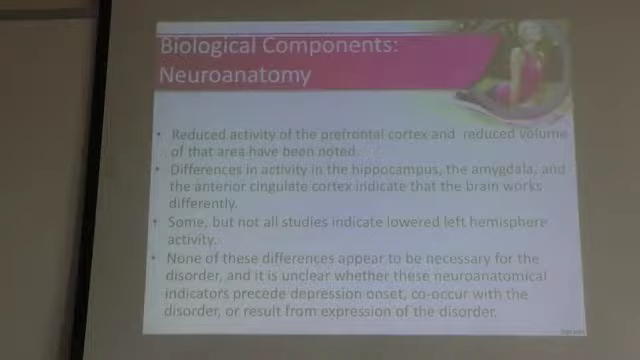 Biological Components:
Neuroanatomy
• Reduced activity of the prefrontal cortex and reduced volume
of that area have been noted.
• Differences in activity in the hippocampus, the amygdala, and
the anterior cingulate cortex indicate that the brain works
differently.
• Some, but not all studies indicate lowered left hemisphere
activity.
• None of these differences appear to be necessary for the
disorder, and it is unclear whether these neuroanatomical
indicators precede depression onset, co-occur with the
disorder, or result from expression of the disorder.